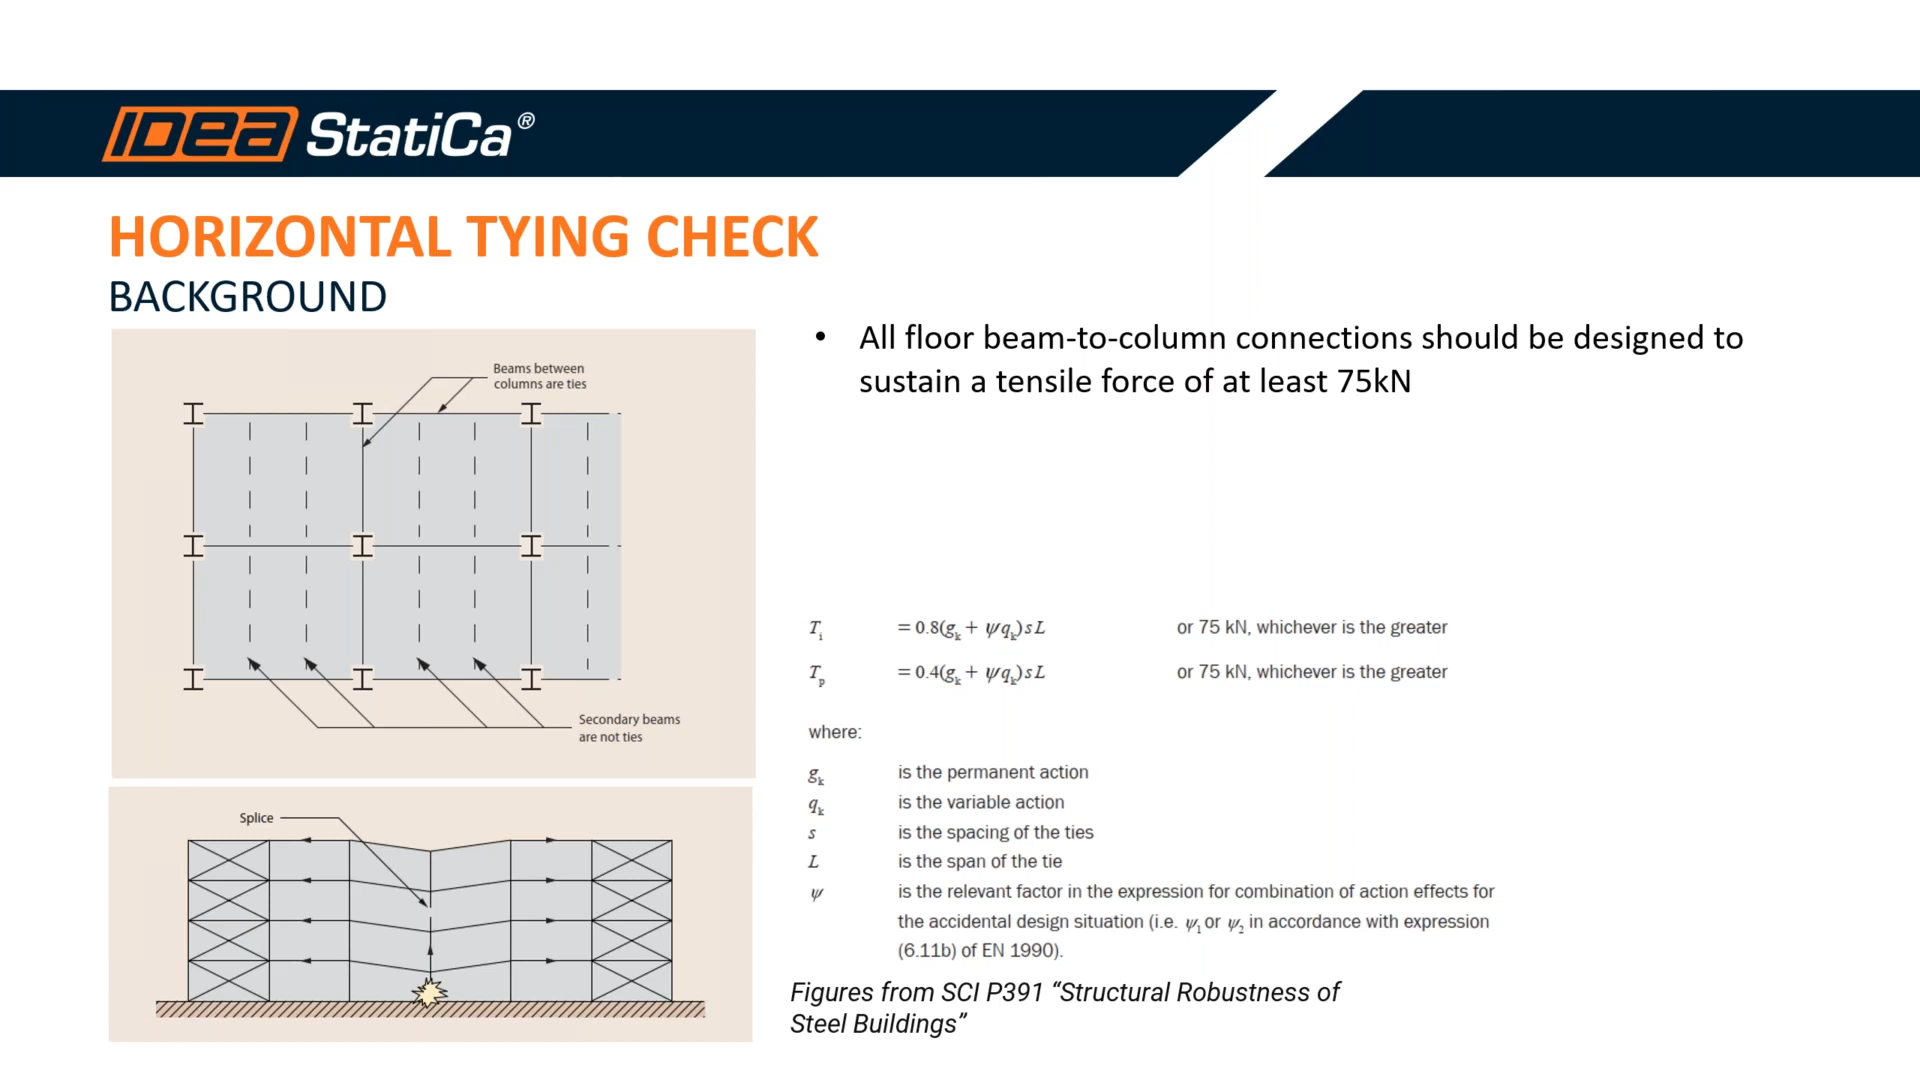 IDEA StatiCa®
HORIZONTAL TYING CHECK
BACKGROUND
Beams between
columns are ties
Secondary beams
are not ties
Splice
• All floor beam-to-column connections should be designed to
sustain a tensile force of at least 75kN
Tᵢ = 0.8(gₖ + ψqₖ)sL or 75 kN, whichever is the greater
Tₚ = 0.4(gₖ + ψqₖ)sL or 75 kN, whichever is the greater
where:
gₖ is the permanent action
qₖ is the variable action
s is the spacing of the ties
L is the span of the tie
ψ is the relevant factor in the expression for combination of action effects for
the accidental design situation (i.e. ψ₁ or ψ₂ in accordance with expression
(6.11b) of EN 1990).
Figures from SCI P391 “Structural Robustness of
Steel Buildings”